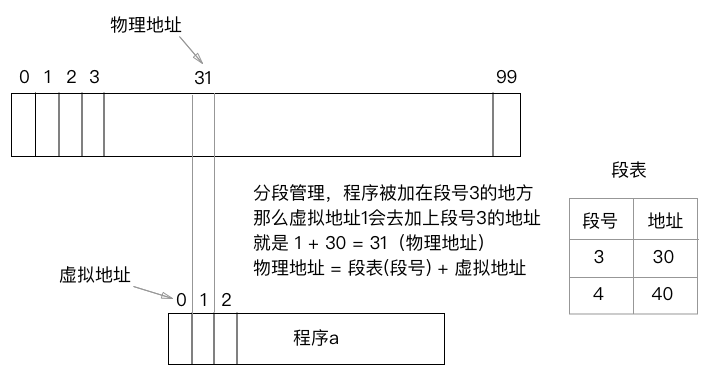 物理地址
0 1 2 3 31 99
段表
分段管理，程序被加在段号3的地方
那么虚拟地址1会去加上段号3的地址
就是 1 + 30 = 31（物理地址）
物理地址 = 段表(段号) + 虚拟地址
段号 地址
3 30
4 40
虚拟地址
0 1 2
程序a